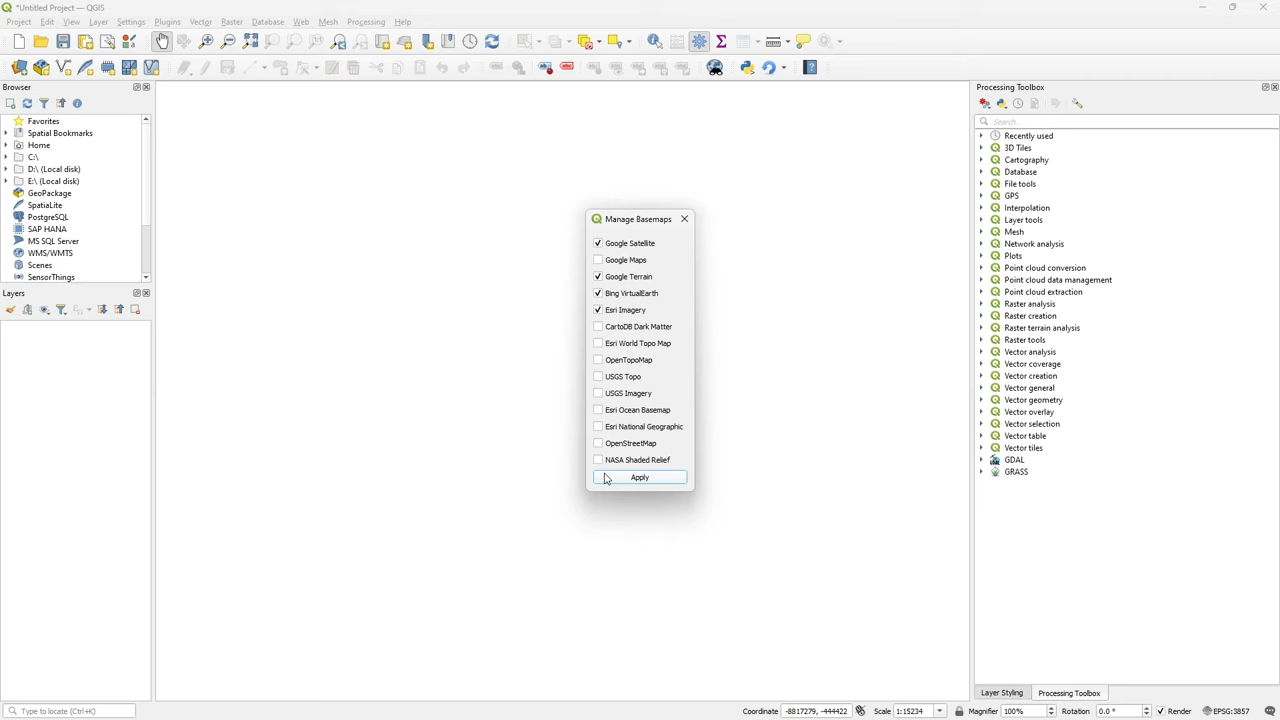 *Untitled Project — QGIS
Project Edit View Layer Settings Plugins Vector Raster Database Web Mesh Processing Help
Browser
Favorites
Spatial Bookmarks
Home
C:\
D:\ (Local disk)
E:\ (Local disk)
GeoPackage
SpatiaLite
PostgreSQL
SAP HANA
MS SQL Server
WMS/WMTS
Scenes
SensorThings
Layers
Manage Basemaps
Google Satellite
Google Maps
Google Terrain
Bing VirtualEarth
Esri Imagery
CartoDB Dark Matter
Esri World Topo Map
OpenTopoMap
USGS Topo
USGS Imagery
Esri Ocean Basemap
Esri National Geographic
OpenStreetMap
NASA Shaded Relief
Apply
Processing Toolbox
Search...
Recently used
3D Tiles
Cartography
Database
File tools
GPS
Interpolation
Layer tools
Mesh
Network analysis
Plots
Point cloud conversion
Point cloud data management
Point cloud extraction
Raster analysis
Raster creation
Raster terrain analysis
Raster tools
Vector analysis
Vector coverage
Vector creation
Vector general
Vector geometry
Vector overlay
Vector selection
Vector table
Vector tiles
GDAL
GRASS
Layer Styling Processing Toolbox
Type to locate (Ctrl+K) Coordinate -8817279, -444422 Scale 1:15234 Magnifier 100% Rotation 0.0 ° Render EPSG:3857